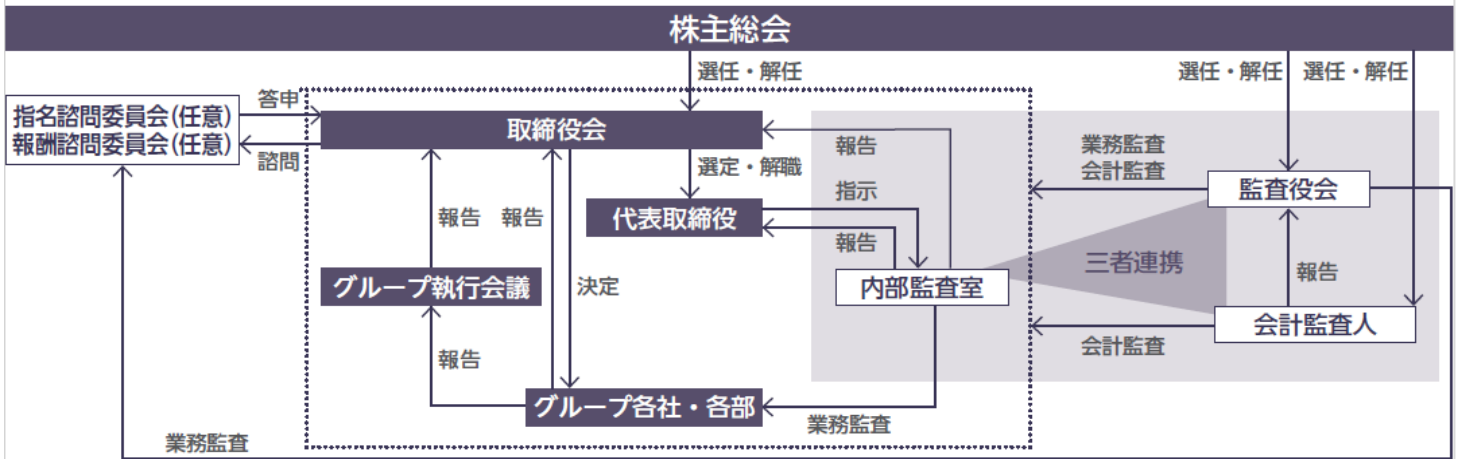 株主総会
選任・解任
選任・解任
選任・解任
指名諮問委員会(任意)
報酬諮問委員会(任意)
答申
諮問
取締役会
選定・解職
代表取締役
報告
指示
報告
業務監査
会計監査
監査役会
報告
報告
決定
グループ執行会議
内部監査室
三者連携
報告
会計監査人
会計監査
報告
グループ各社・各部
業務監査
業務監査